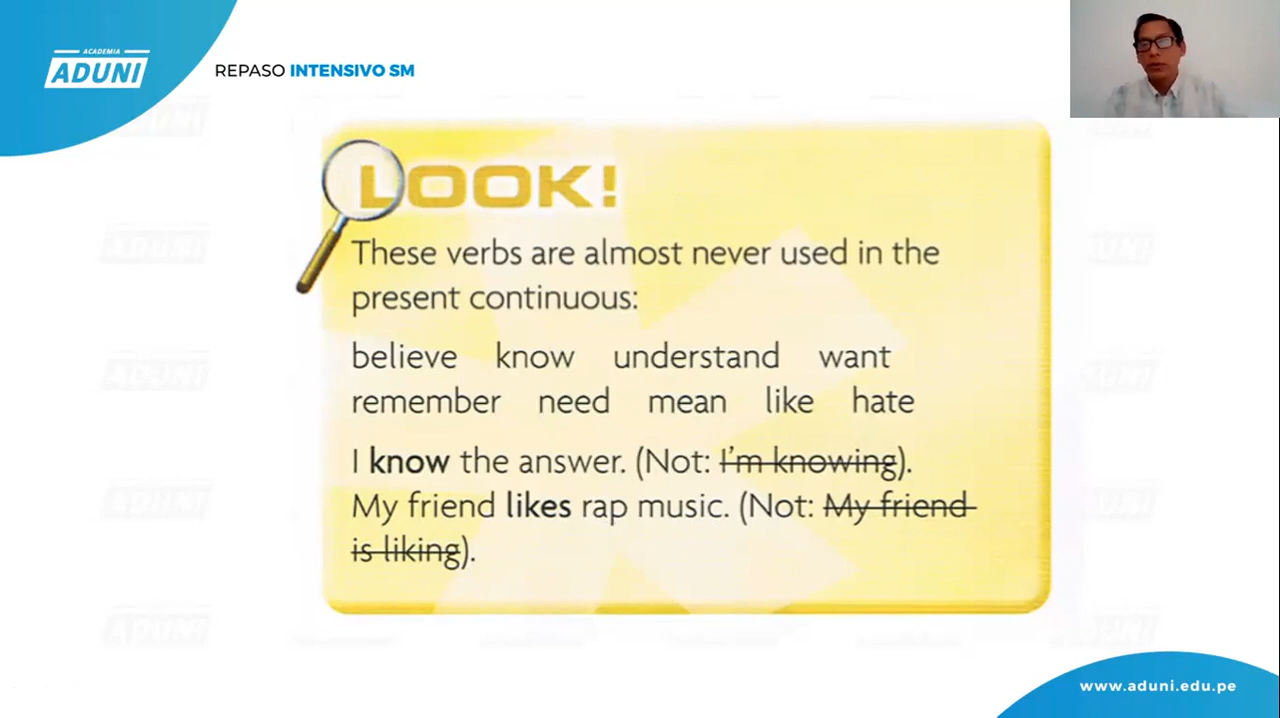 ACADEMIA
ADUNI
REPASO INTENSIVO SM
LOOK!
These verbs are almost never used in the
present continuous:
believe know understand want
remember need mean like hate
I know the answer. (Not: I'm knowing).
My friend likes rap music. (Not: My friend
is liking).
www.aduni.edu.pe